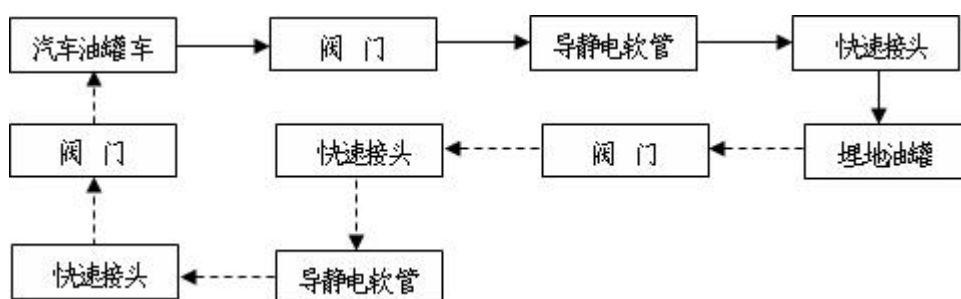 汽车油罐车
阀 门
导静电软管
快速接头
阀 门
快速接头
阀 门
埋地油罐
快速接头
导静电软管